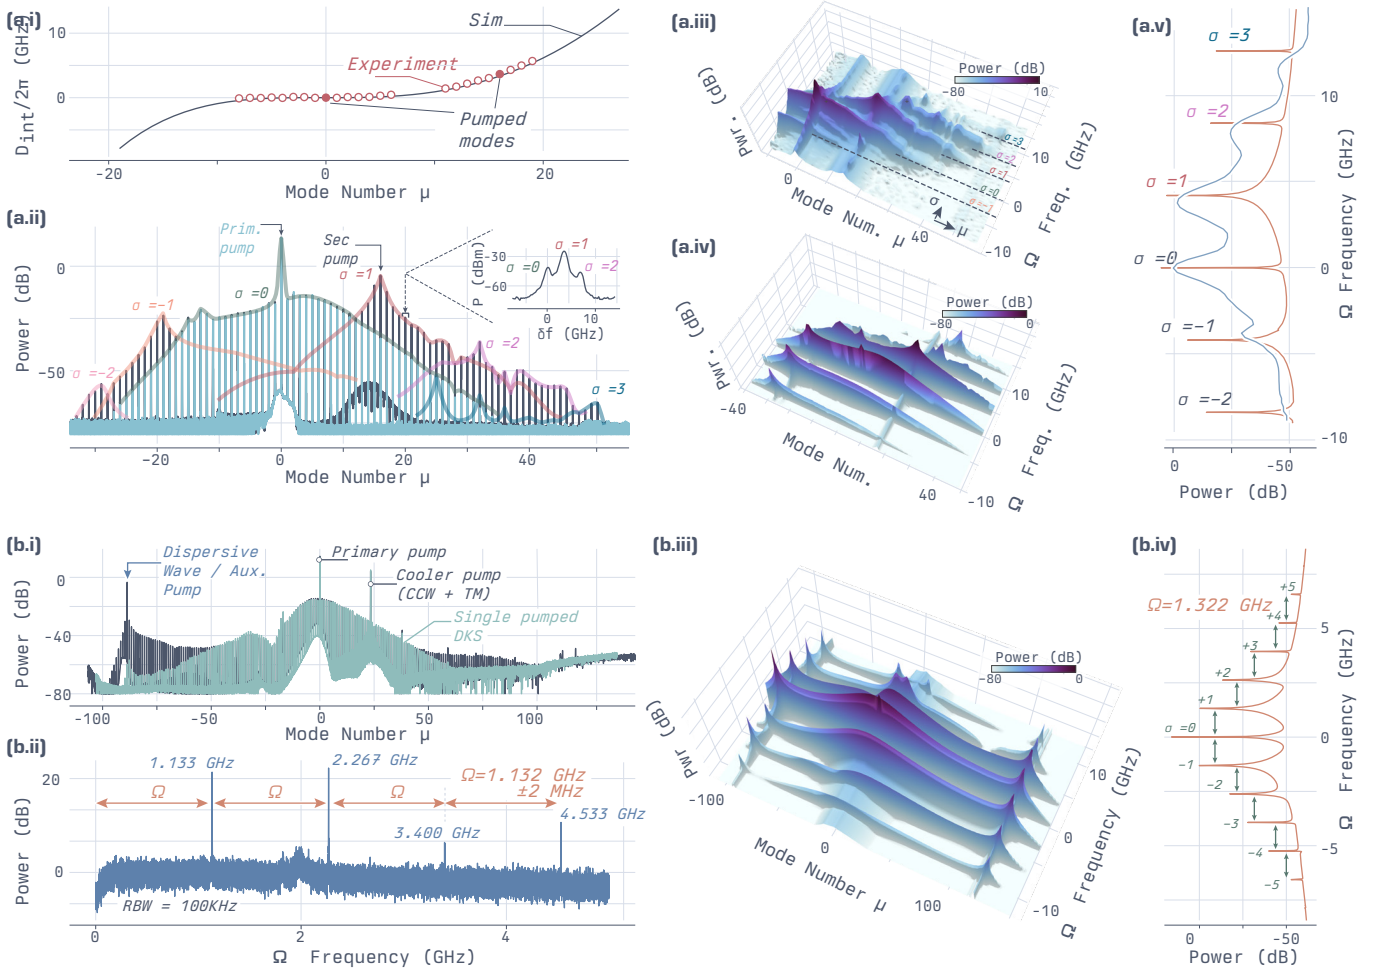 (a.i)
Dint/2π (GHz)
10
0
Sim
Experiment
Pumped
modes
−20
0
20
Mode Number μ
(a.ii)
Power (dB)
0
−50
Prim.
pump
Sec
pump
σ =−2
σ =−1
σ =0
σ =1
σ =2
σ =3
P (dBm)
−30
−60
σ =0
σ =1
σ =2
0
10
δf (GHz)
−20
0
20
40
Mode Number μ
(a.iii)
Pwr. (dB)
Power (dB)
−80
10
σ=3
σ=2
σ=1
σ=0
σ=−1
σ
μ
0
40
Mode Num. μ
10
0
−10
Ω Freq. (GHz)
(a.iv)
Pwr. (dB)
Power (dB)
−80
0
−40
40
Mode Num.
10
0
−10
Ω Freq. (GHz)
(a.v)
σ =3
σ =2
σ =1
σ =0
σ =−1
σ =−2
10
0
−10
Ω Frequency (GHz)
0
−50
Power (dB)
(b.i)
Power (dB)
0
−40
−80
Dispersive
Wave / Aux.
Pump
Primary pump
Cooler pump
(CCW + TM)
Single pumped
DKS
−100
−50
0
50
100
Mode Number μ
(b.ii)
Power (dB)
20
0
1.133 GHz
2.267 GHz
Ω
Ω
Ω
Ω=1.132 GHz
±2 MHz
3.400 GHz
4.533 GHz
RBW = 100KHz
0
2
4
Ω Frequency (GHz)
(b.iii)
Pwr (dB)
Power (dB)
−80
0
−100
0
100
Mode Number μ
10
0
−10
Ω Frequency (GHz)
(b.iv)
Ω=1.322 GHz
+5
+4
+3
+2
+1
σ =0
−1
−2
−3
−4
−5
5
0
−5
Ω Frequency (GHz)
0
−50
Power (dB)